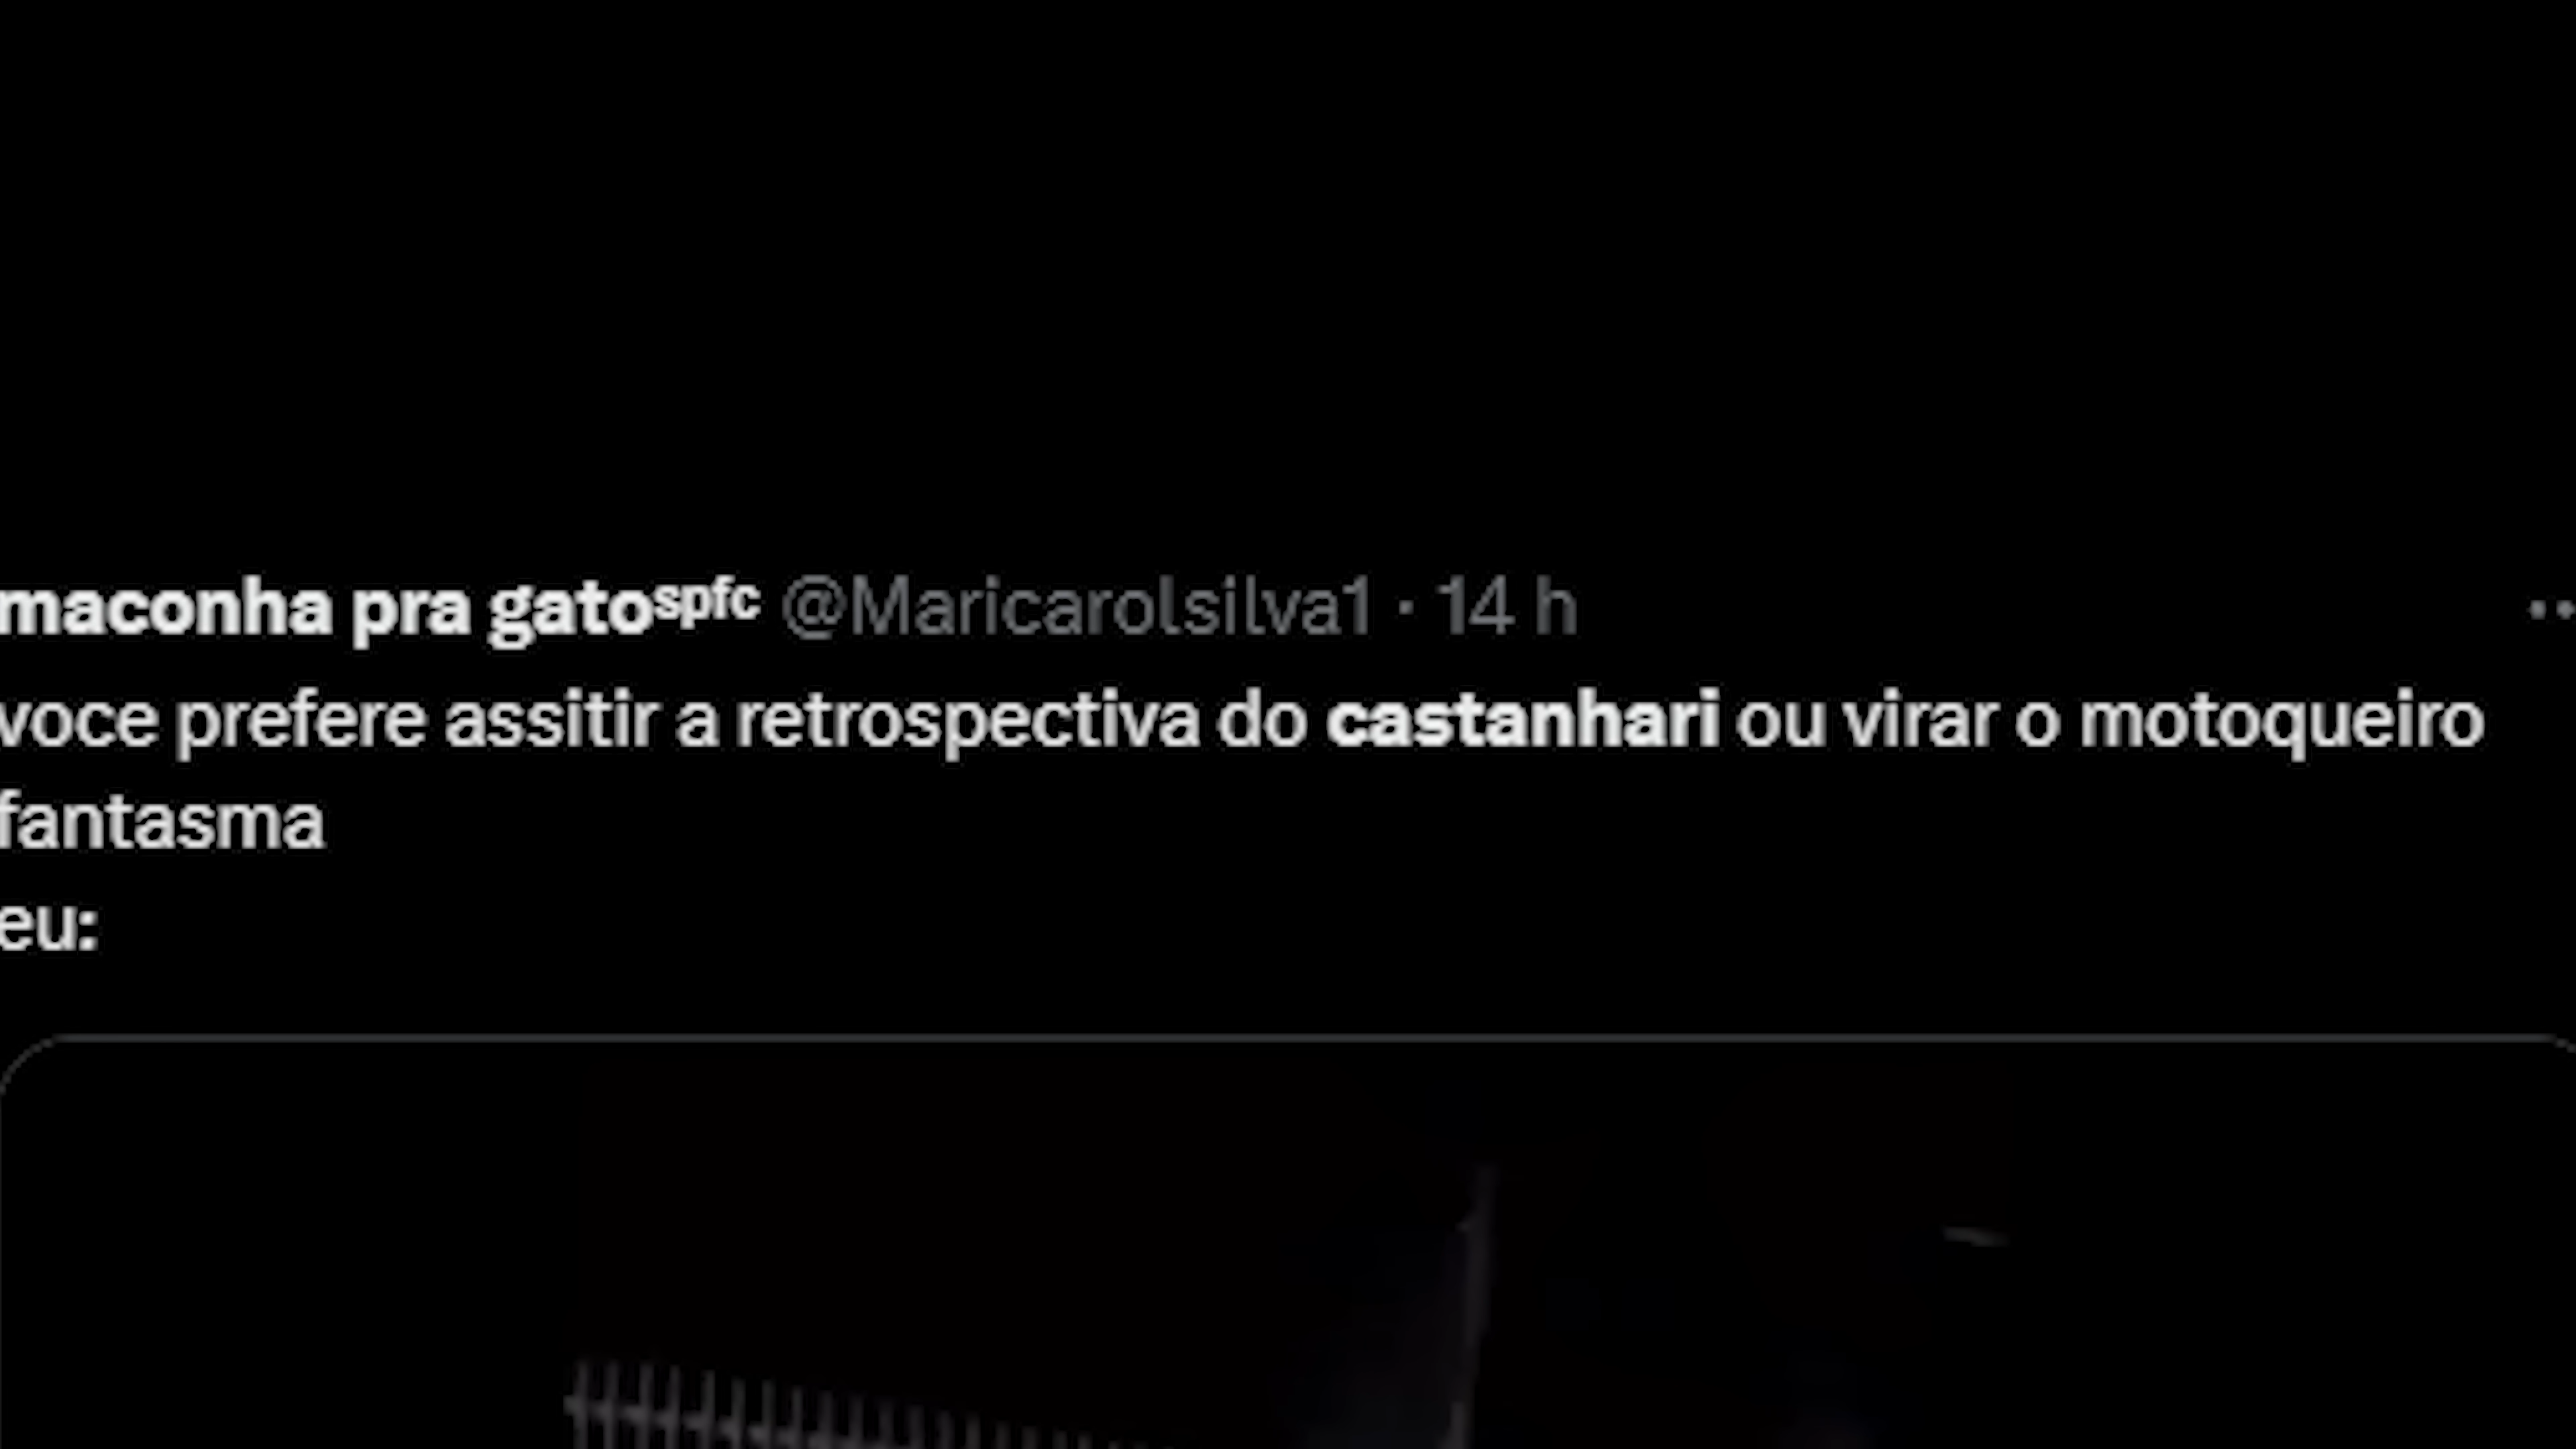 maconha pra gatoˢᵖᶠᶜ @Maricarolsilva1 · 14 h
voce prefere assitir a retrospectiva do castanhari ou virar o motoqueiro
fantasma
eu: